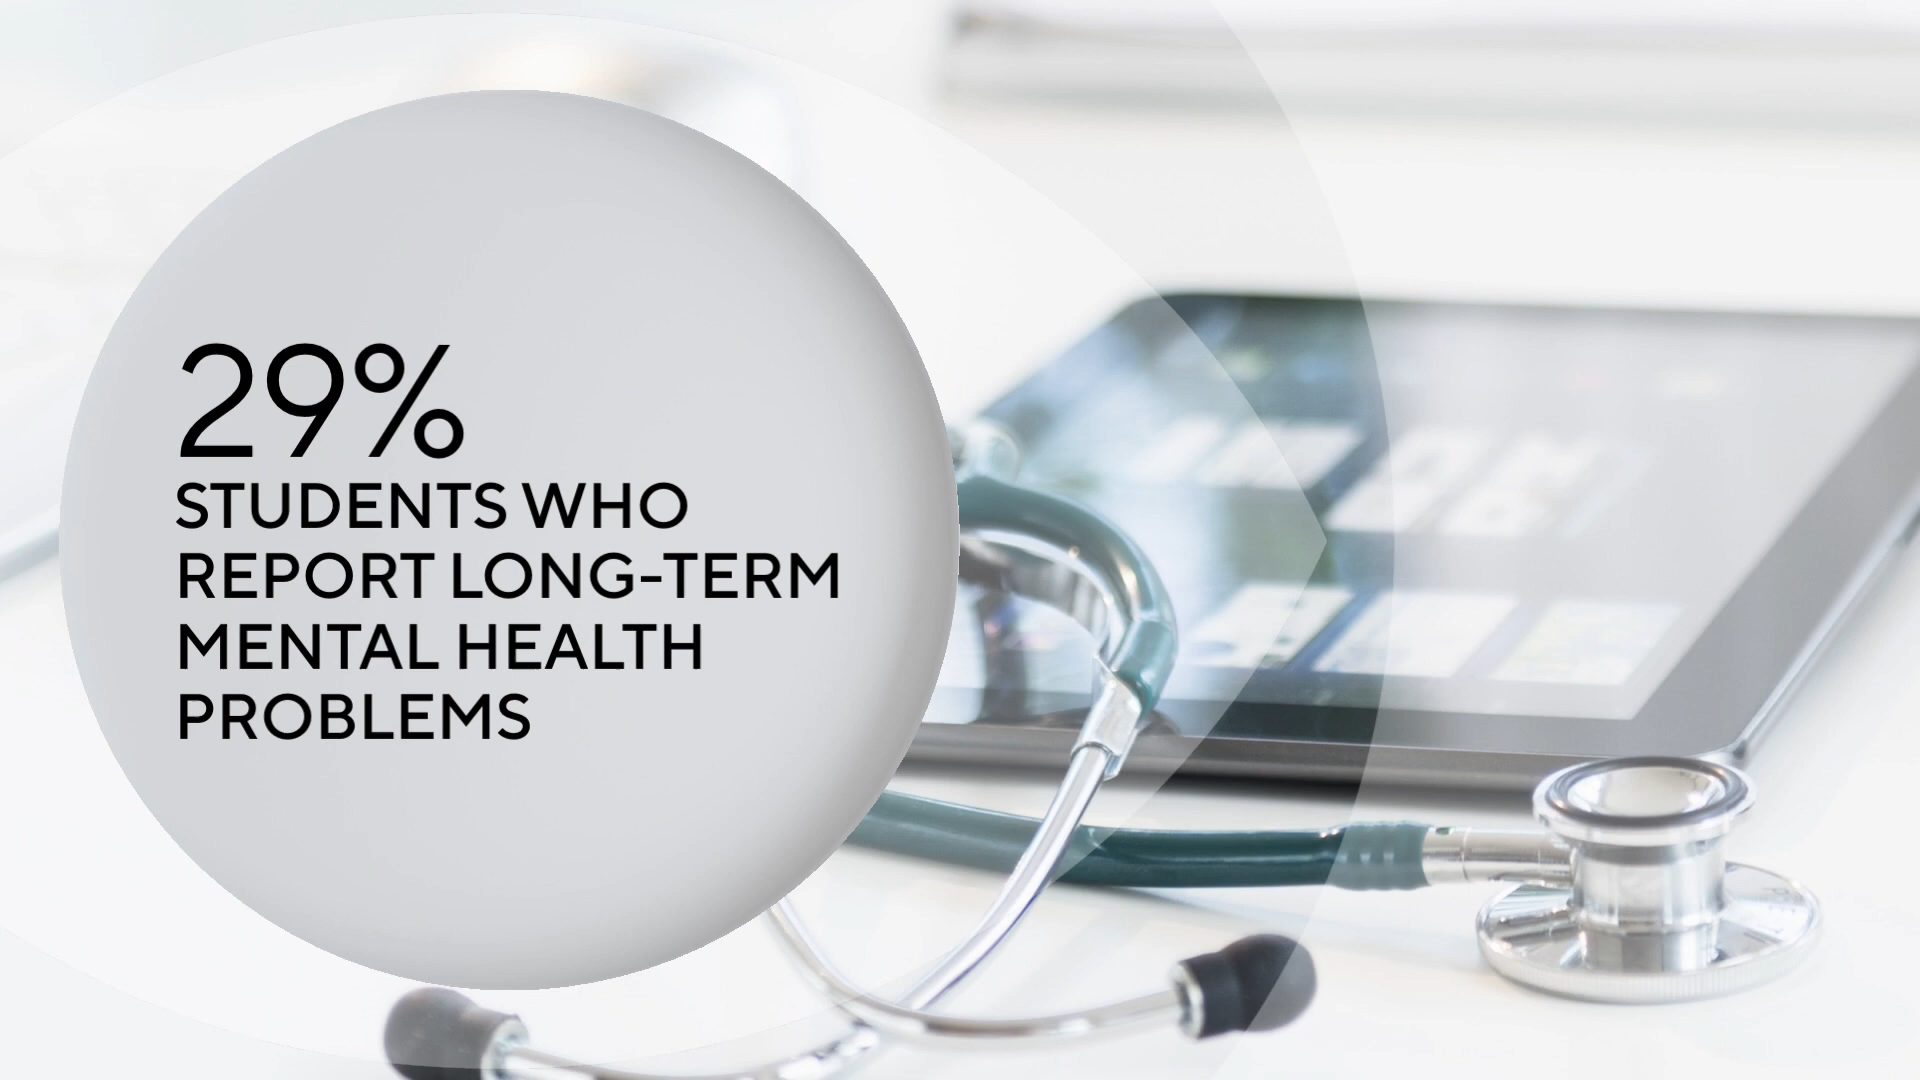 29%
STUDENTS WHO
REPORT LONG-TERM
MENTAL HEALTH
PROBLEMS